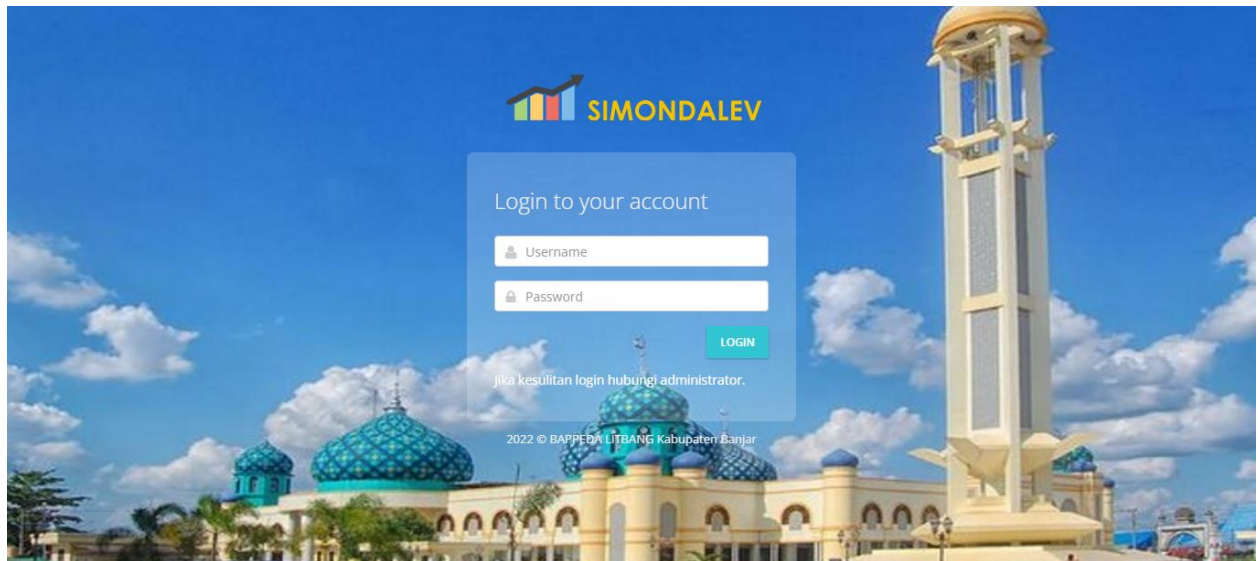 SIMONDALEV
Login to your account
Username
Password
LOGIN
Jika kesulitan login hubungi administrator.
2022 © BAPPEDA LITBANG Kabupaten Banjar